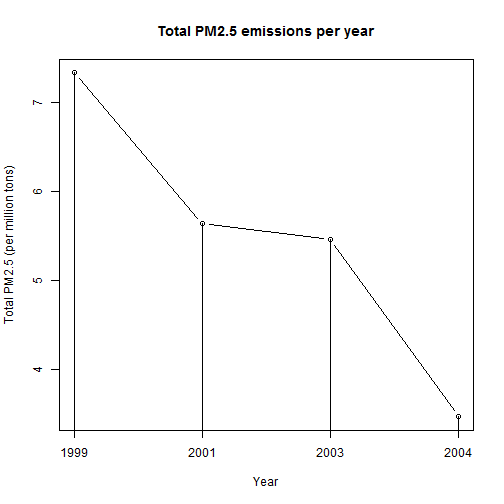 Total PM2.5 emissions per year
Total PM2.5 (per million tons)
7
6
5
4
1999 2001 2003 2004
Year